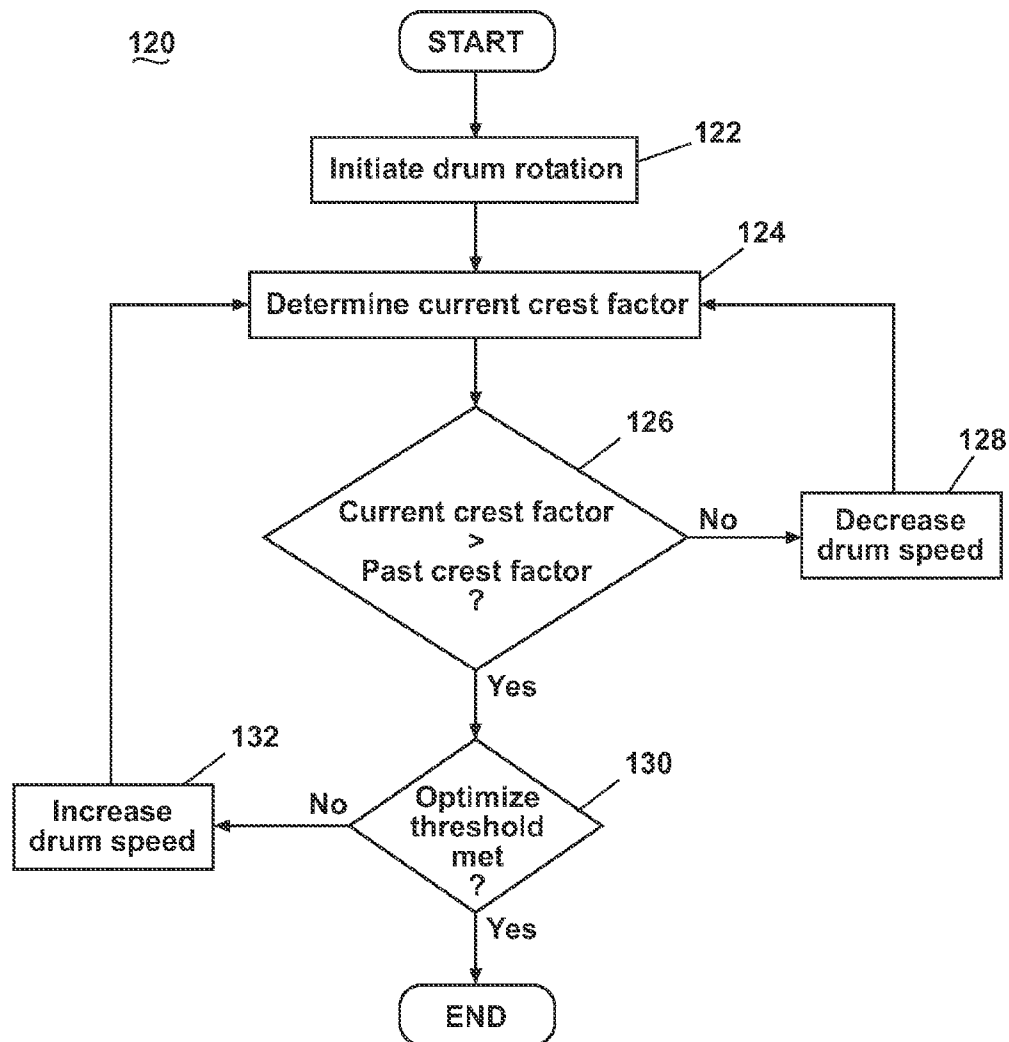 120
START
122
Initiate drum rotation
124
Determine current crest factor
126
Current crest factor
>
Past crest factor
?
No
128
Decrease
drum speed
Yes
132
Increase
drum speed
No
130
Optimize
threshold
met
?
Yes
END